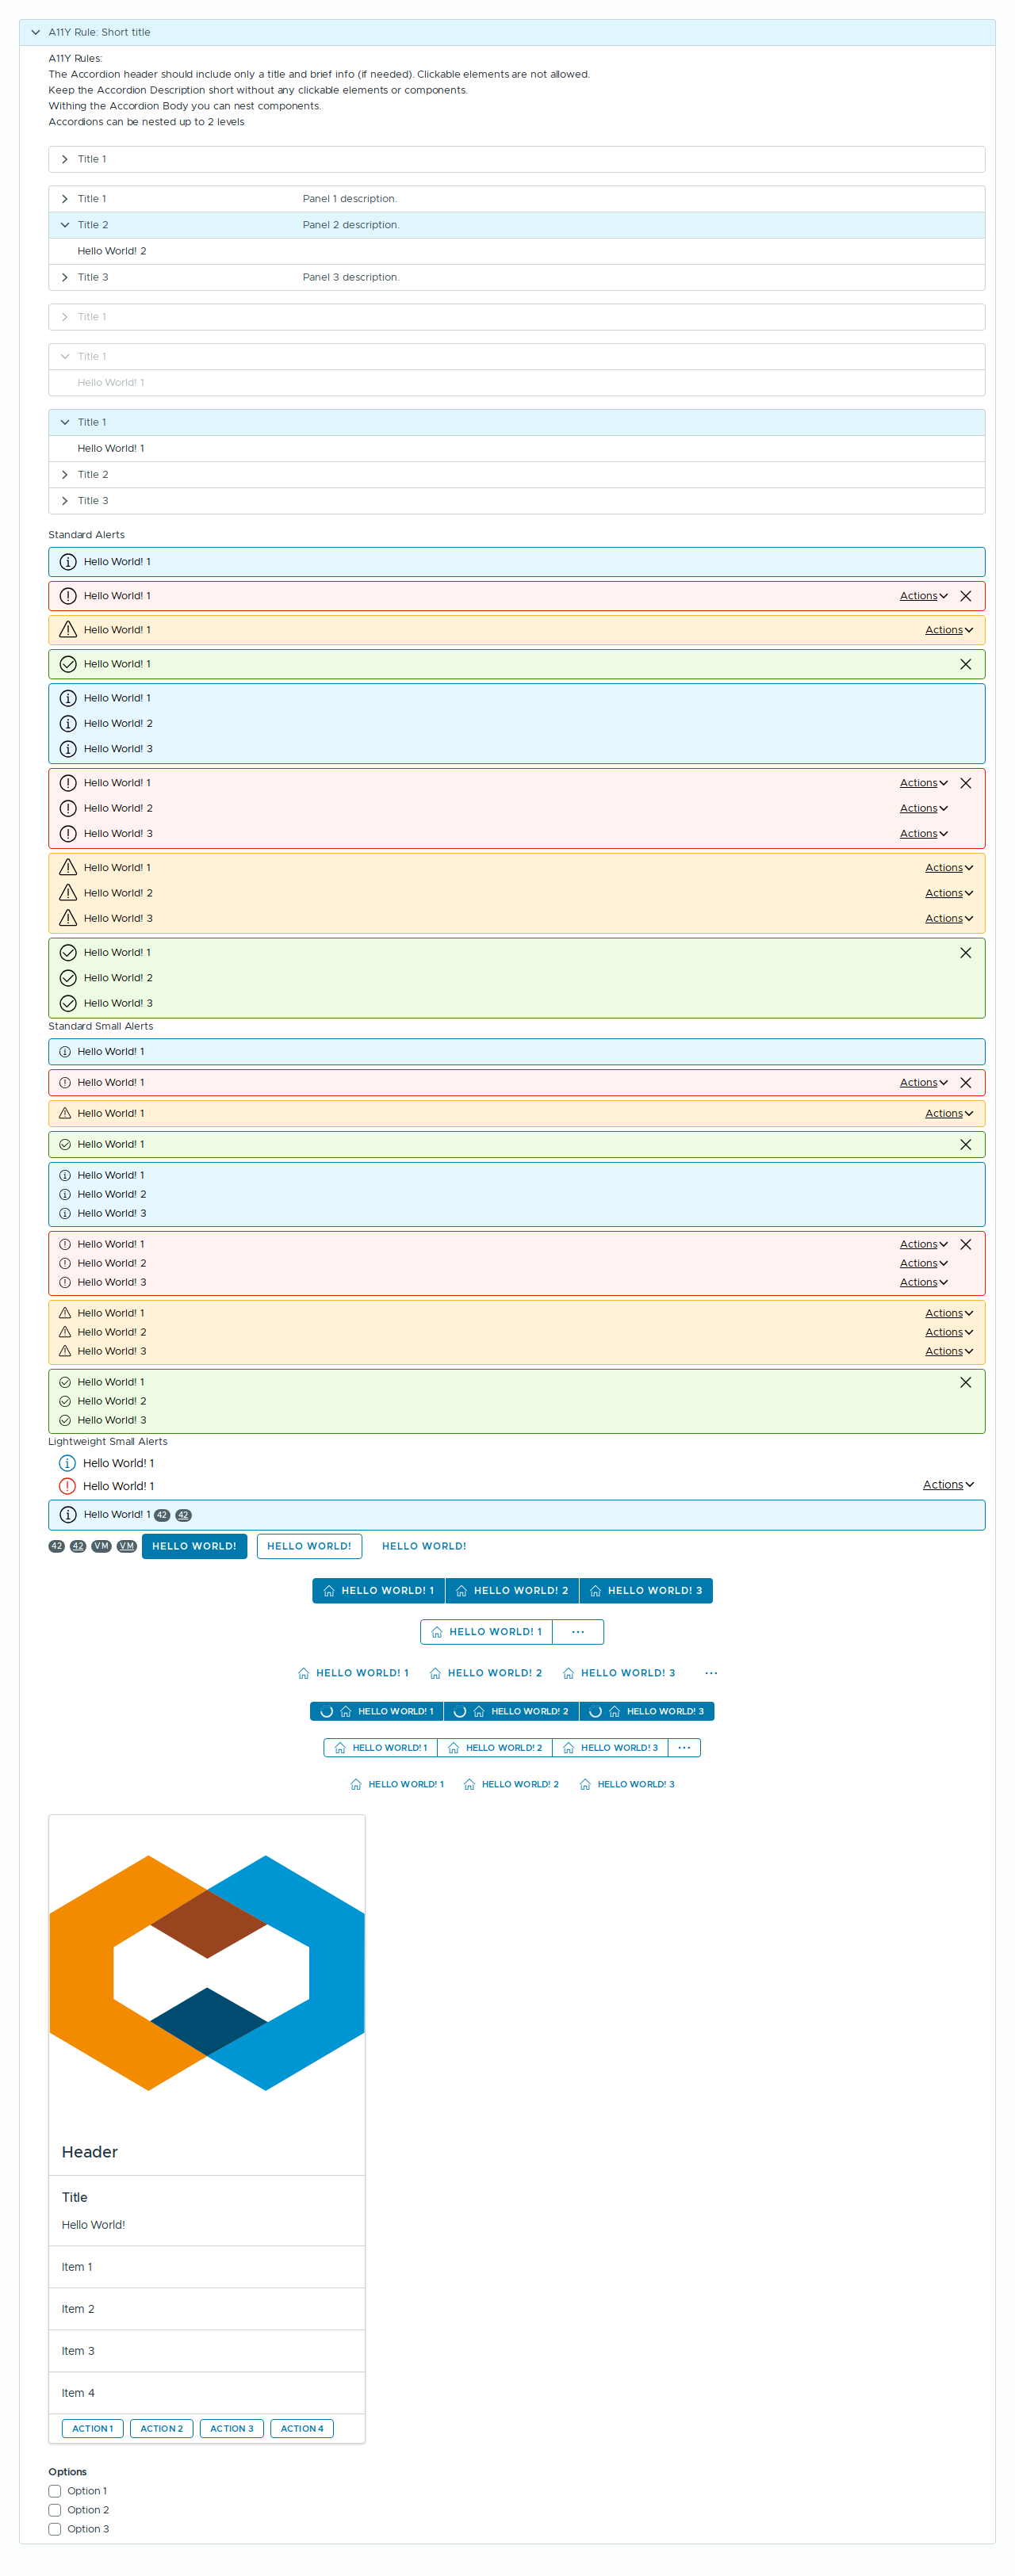 A11Y Rule: Short title
A11Y Rules:
The Accordion header should include only a title and brief info (if needed). Clickable elements are not allowed.
Keep the Accordion Description short without any clickable elements or components.
Withing the Accordion Body you can nest components.
Accordions can be nested up to 2 levels
Title 1
Title 1 Panel 1 description.
Title 2 Panel 2 description.
Hello World! 2
Title 3 Panel 3 description.
Title 1
Title 1
Hello World! 1
Title 1
Hello World! 1
Title 2
Title 3
Standard Alerts
Hello World! 1
Hello World! 1 Actions
Hello World! 1 Actions
Hello World! 1
Hello World! 1
Hello World! 2
Hello World! 3
Hello World! 1 Actions
Hello World! 2 Actions
Hello World! 3 Actions
Hello World! 1 Actions
Hello World! 2 Actions
Hello World! 3 Actions
Hello World! 1
Hello World! 2
Hello World! 3
Standard Small Alerts
Hello World! 1
Hello World! 1 Actions
Hello World! 1 Actions
Hello World! 1
Hello World! 1
Hello World! 2
Hello World! 3
Hello World! 1 Actions
Hello World! 2 Actions
Hello World! 3 Actions
Hello World! 1 Actions
Hello World! 2 Actions
Hello World! 3 Actions
Hello World! 1
Hello World! 2
Hello World! 3
Lightweight Small Alerts
Hello World! 1
Hello World! 1 Actions
Hello World! 1 42 42
42 42 VM VM HELLO WORLD! HELLO WORLD! HELLO WORLD!
HELLO WORLD! 1 HELLO WORLD! 2 HELLO WORLD! 3
HELLO WORLD! 1 ...
HELLO WORLD! 1 HELLO WORLD! 2 HELLO WORLD! 3 ...
HELLO WORLD! 1 HELLO WORLD! 2 HELLO WORLD! 3
HELLO WORLD! 1 HELLO WORLD! 2 HELLO WORLD! 3 ...
HELLO WORLD! 1 HELLO WORLD! 2 HELLO WORLD! 3
Header
Title
Hello World!
Item 1
Item 2
Item 3
Item 4
ACTION 1 ACTION 2 ACTION 3 ACTION 4
Options
Option 1
Option 2
Option 3